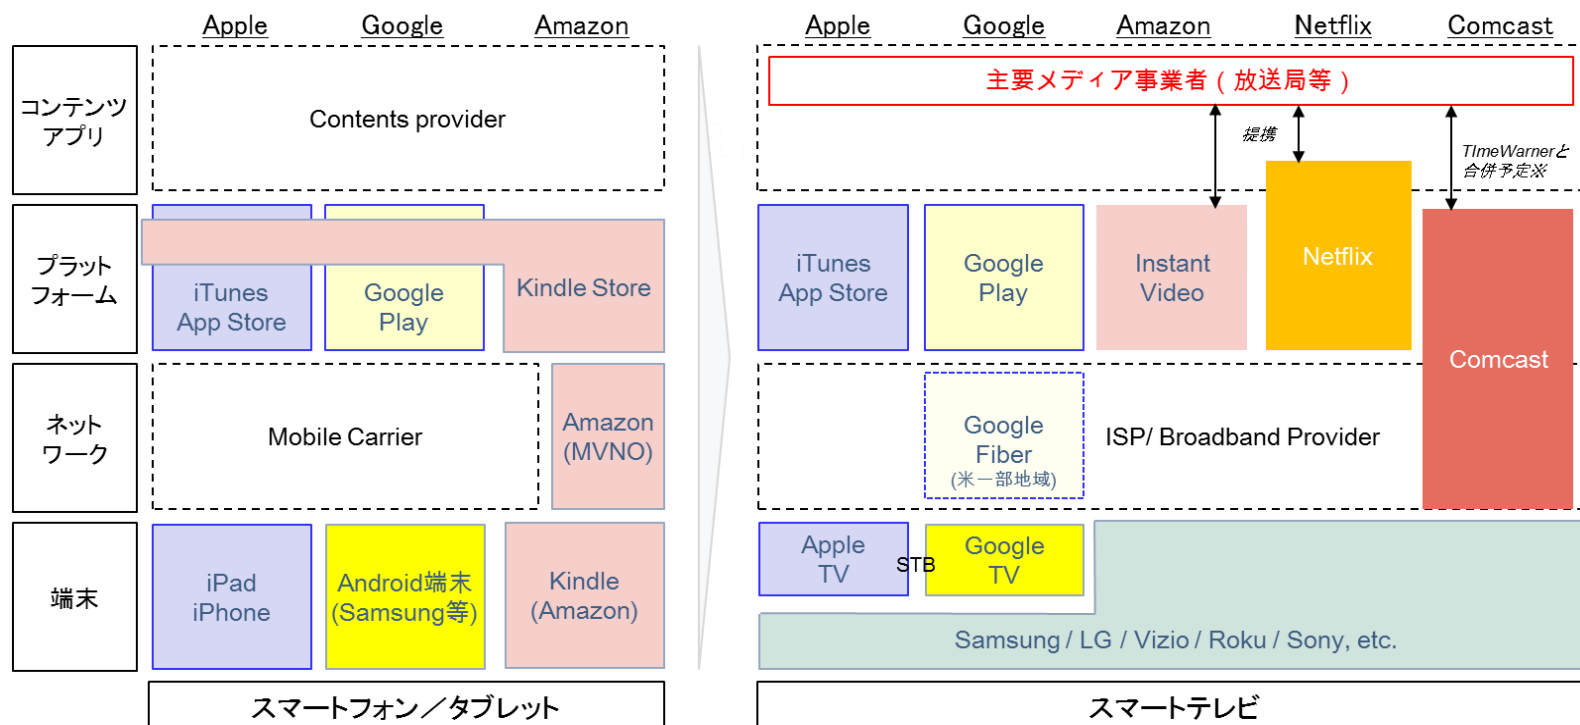 Apple
Google
Amazon
Apple
Google
Amazon
Netflix
Comcast
コンテンツ
アプリ
Contents provider
主要メディア事業者（放送局等）
提携
TImeWarnerと
合併予定※
プラット
フォーム
iTunes
App Store
Google
Play
Kindle Store
iTunes
App Store
Google
Play
Instant
Video
Netflix
Comcast
ネット
ワーク
Mobile Carrier
Amazon
(MVNO)
Google
Fiber
(米一部地域)
ISP/ Broadband Provider
端末
iPad
iPhone
Android端末
(Samsung等)
Kindle
(Amazon)
Apple
TV
STB
Google
TV
Samsung / LG / Vizio / Roku / Sony, etc.
スマートフォン／タブレット
スマートテレビ